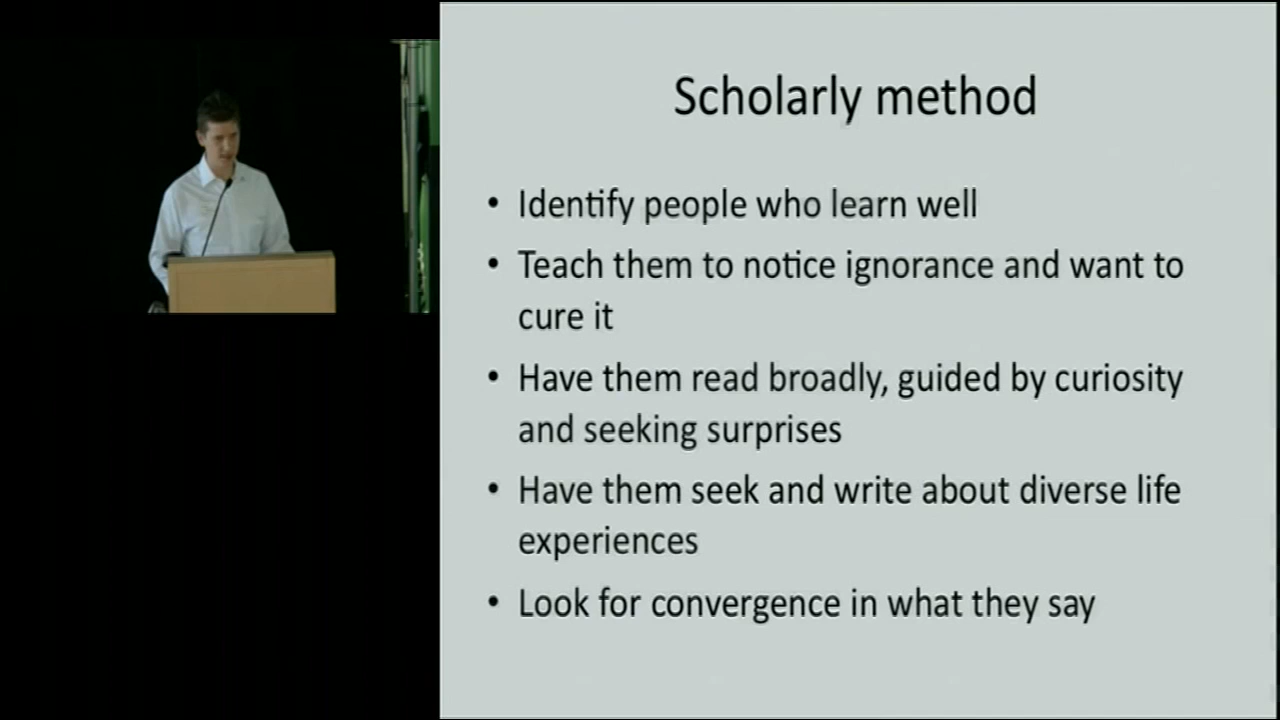 Scholarly method
• Identify people who learn well
• Teach them to notice ignorance and want to
cure it
• Have them read broadly, guided by curiosity
and seeking surprises
• Have them seek and write about diverse life
experiences
• Look for convergence in what they say